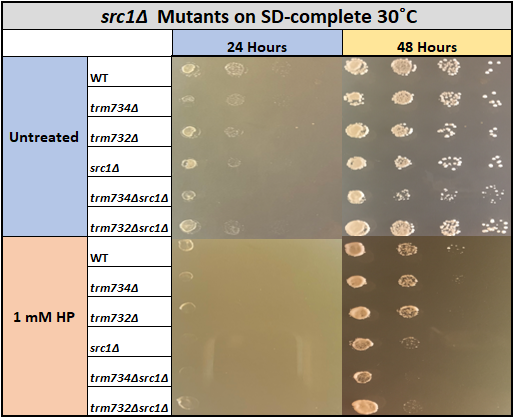 src1Δ Mutants on SD-complete 30˚C
24 Hours 48 Hours
Untreated
WT
trm734Δ
trm732Δ
src1Δ
trm734Δsrc1Δ
trm732Δsrc1Δ
1 mM HP
WT
trm734Δ
trm732Δ
src1Δ
trm734Δsrc1Δ
trm732Δsrc1Δ